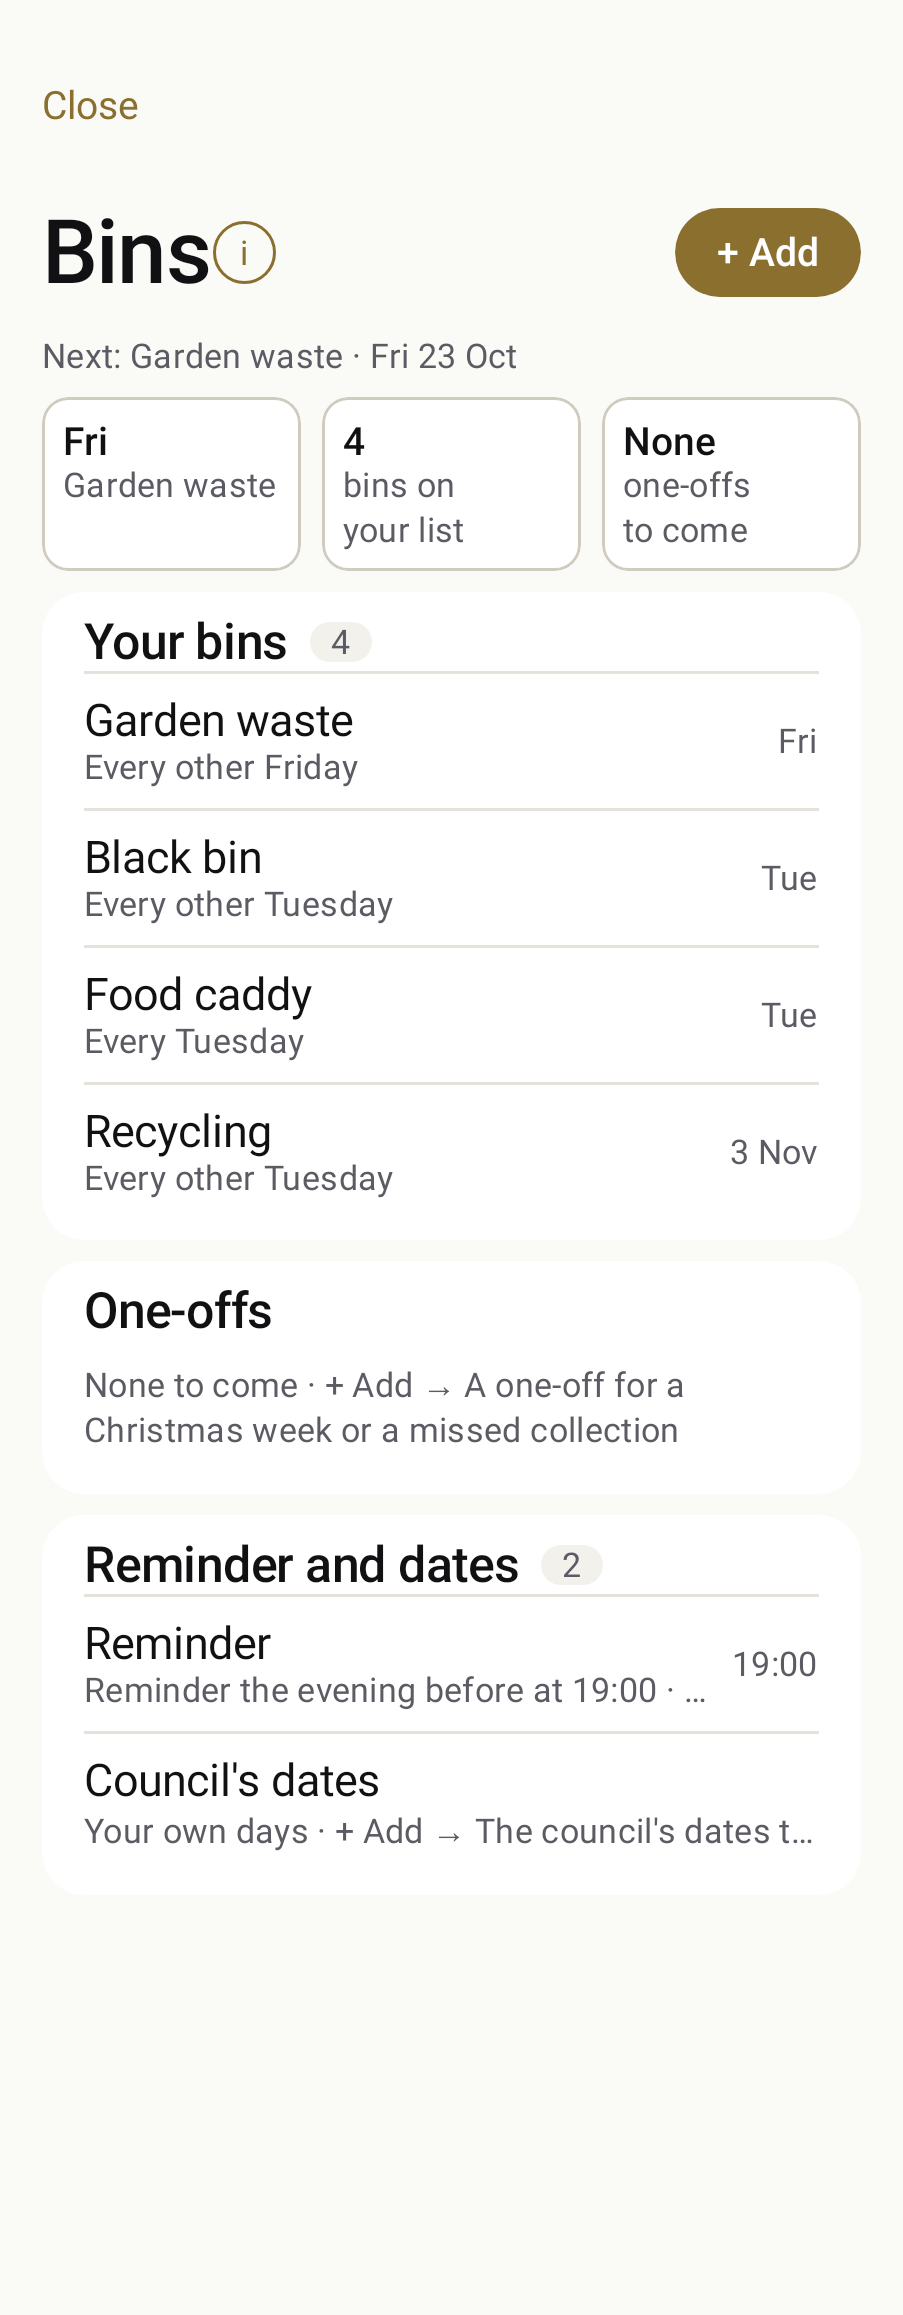 Close
Bins i
+ Add
Next: Garden waste · Fri 23 Oct
Fri
Garden waste
4
bins on
your list
None
one-offs
to come
Your bins 4
Garden waste
Every other Friday
Fri
Black bin
Every other Tuesday
Tue
Food caddy
Every Tuesday
Tue
Recycling
Every other Tuesday
3 Nov
One-offs
None to come · + Add → A one-off for a
Christmas week or a missed collection
Reminder and dates 2
Reminder
Reminder the evening before at 19:00 · …
19:00
Council's dates
Your own days · + Add → The council's dates t…